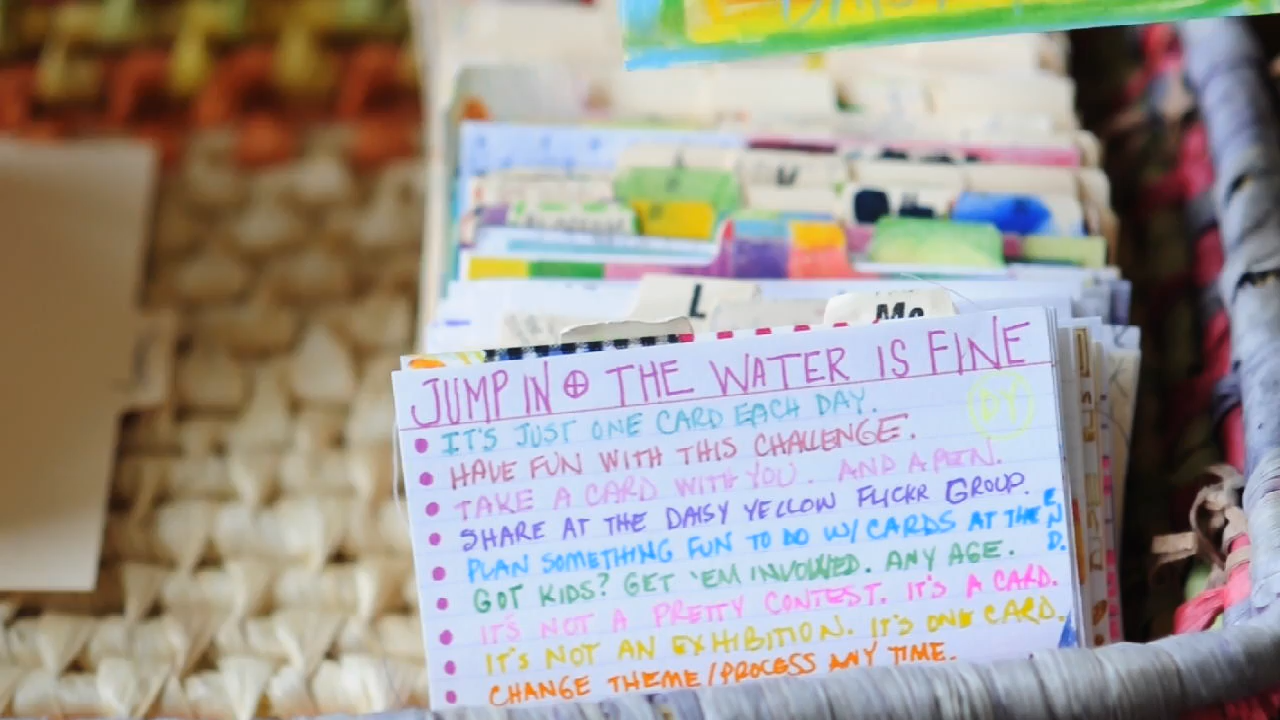 L
Me
JUMP IN ⊕ THE WATER IS FINE
DY
• IT'S JUST ONE CARD EACH DAY.
• HAVE FUN WITH THIS CHALLENGE.
• TAKE A CARD WITH YOU. AND A PEN.
• SHARE AT THE DAISY YELLOW FLICKR GROUP.
• PLAN SOMETHING FUN TO DO W/ CARDS AT THE END.
• GOT KIDS? GET 'EM INVOLVED. ANY AGE.
• IT'S NOT A PRETTY CONTEST. IT'S A CARD.
• IT'S NOT AN EXHIBITION. IT'S ONE CARD.
• CHANGE THEME/PROCESS ANY TIME.